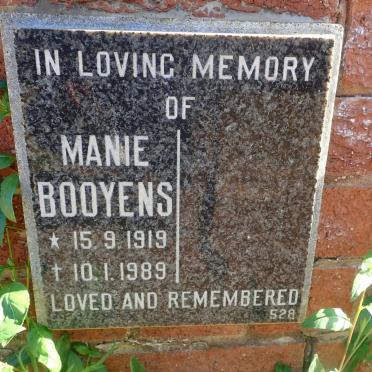 IN LOVING MEMORY
OF
MANIE
BOOYENS
★ 15.9.1919
† 10.1.1989
LOVED AND REMEMBERED
528